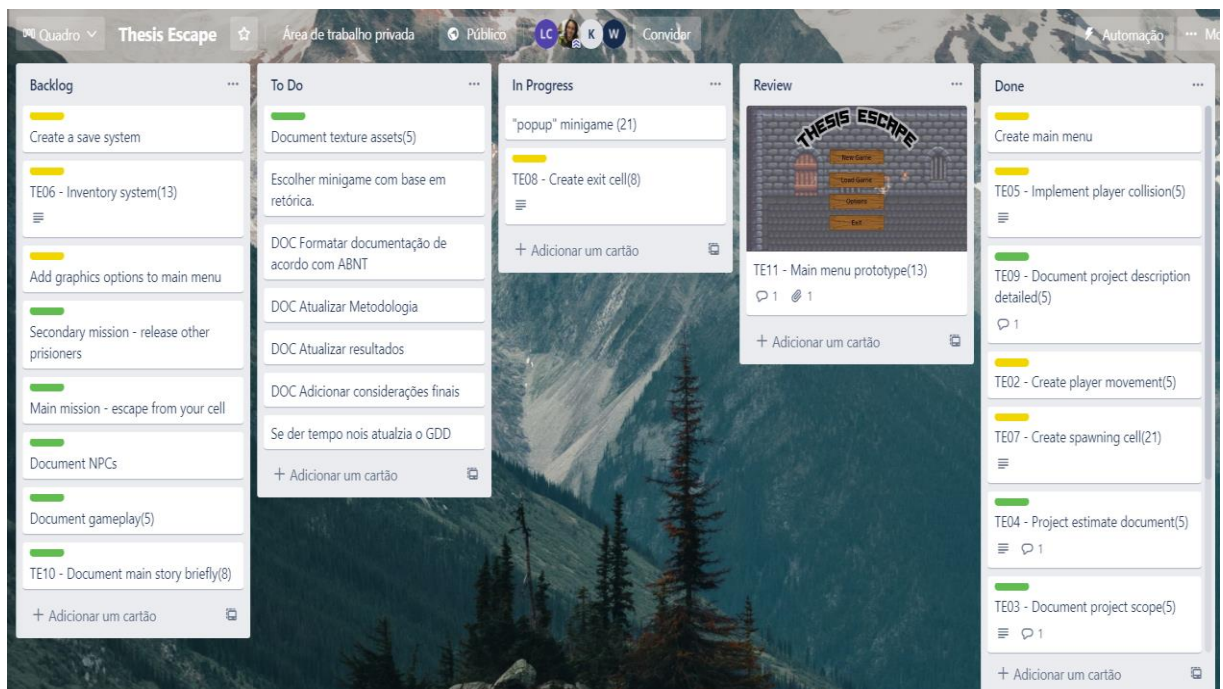 Quadro
Thesis Escape
Área de trabalho privada
Público
LC
K
W
Convidar
Automação
Backlog
Create a save system
TE06 - Inventory system(13)
Add graphics options to main menu
Secondary mission - release other
prisioners
Main mission - escape from your cell
Document NPCs
Document gameplay(5)
TE10 - Document main story briefly(8)
+ Adicionar um cartão
To Do
Document texture assets(5)
Escolher minigame com base em
retórica.
DOC Formatar documentação de
acordo com ABNT
DOC Atualizar Metodologia
DOC Atualizar resultados
DOC Adicionar considerações finais
Se der tempo nois atualzia o GDD
+ Adicionar um cartão
In Progress
"popup" minigame (21)
TE08 - Create exit cell(8)
+ Adicionar um cartão
Review
THESIS ESCAPE
New Game
Load Game
Options
Exit
TE11 - Main menu prototype(13)
1 1
+ Adicionar um cartão
Done
Create main menu
TE05 - Implement player collision(5)
TE09 - Document project description
detailed(5)
1
TE02 - Create player movement(5)
TE07 - Create spawning cell(21)
TE04 - Project estimate document(5)
1
TE03 - Document project scope(5)
1
+ Adicionar um cartão